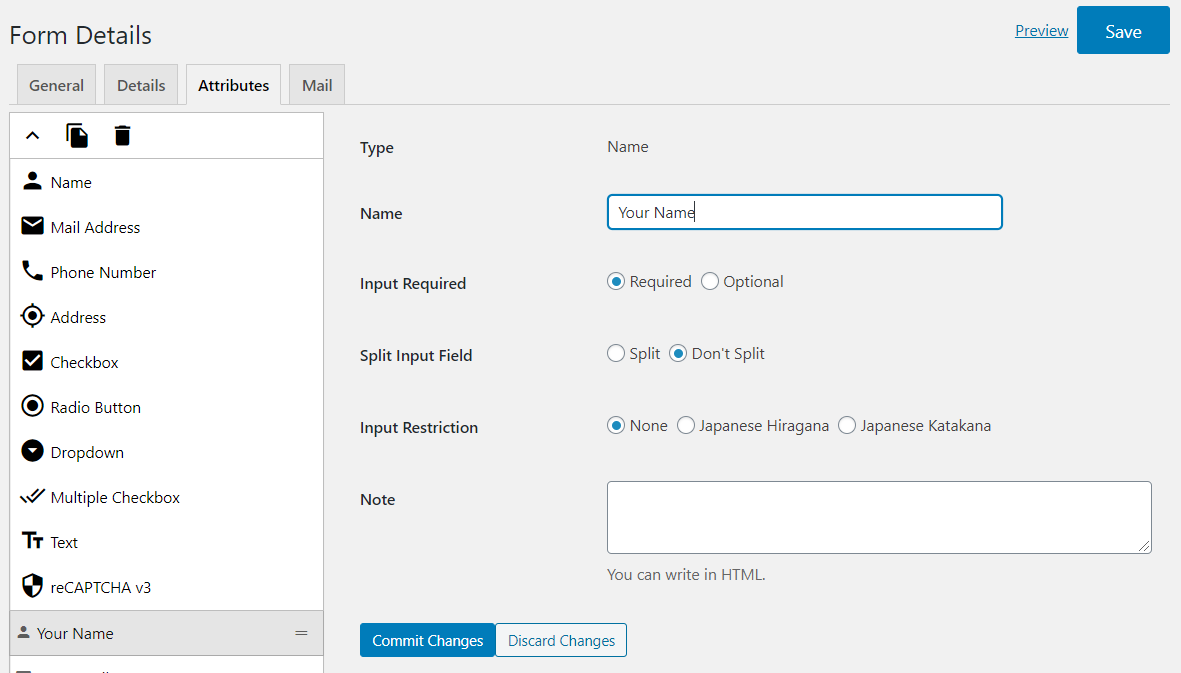 Form Details
Preview
Save
General
Details
Attributes
Mail
Name
Mail Address
Phone Number
Address
Checkbox
Radio Button
Dropdown
Multiple Checkbox
Text
reCAPTCHA v3
Your Name
Type
Name
Name
Your Name
Input Required
Required
Optional
Split Input Field
Split
Don't Split
Input Restriction
None
Japanese Hiragana
Japanese Katakana
Note
You can write in HTML.
Commit Changes
Discard Changes